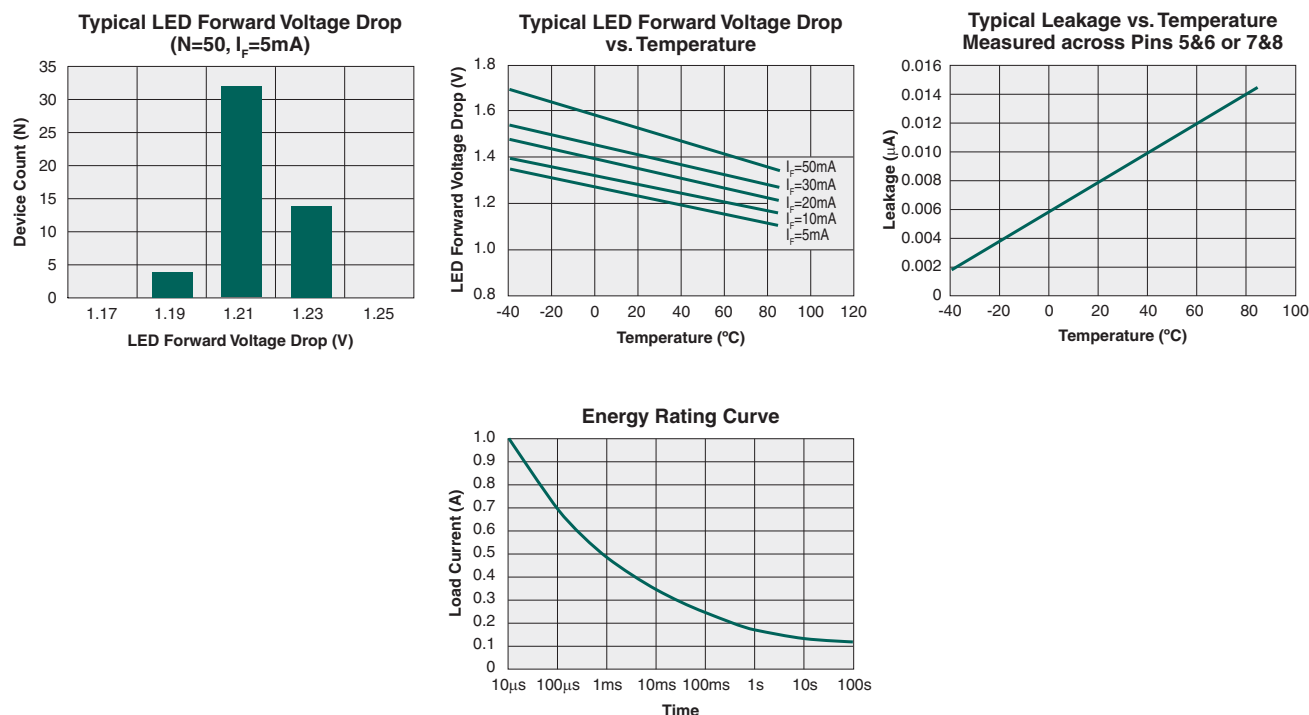 Typical LED Forward Voltage Drop
(N=50, IF=5mA)
35
30
25
20
15
10
5
0
Device Count (N)
1.17 1.19 1.21 1.23 1.25
LED Forward Voltage Drop (V)
Typical LED Forward Voltage Drop
vs. Temperature
1.8
1.6
1.4
1.2
1.0
0.8
LED Forward Voltage Drop (V)
IF=50mA
IF=30mA
IF=20mA
IF=10mA
IF=5mA
-40 -20 0 20 40 60 80 100 120
Temperature (ºC)
Typical Leakage vs. Temperature
Measured across Pins 5&6 or 7&8
0.016
0.014
0.012
0.010
0.008
0.006
0.004
0.002
0
Leakage (μA)
-40 -20 0 20 40 60 80 100
Temperature (ºC)
Energy Rating Curve
1.0
0.9
0.8
0.7
0.6
0.5
0.4
0.3
0.2
0.1
0
Load Current (A)
10μs 100μs 1ms 10ms 100ms 1s 10s 100s
Time